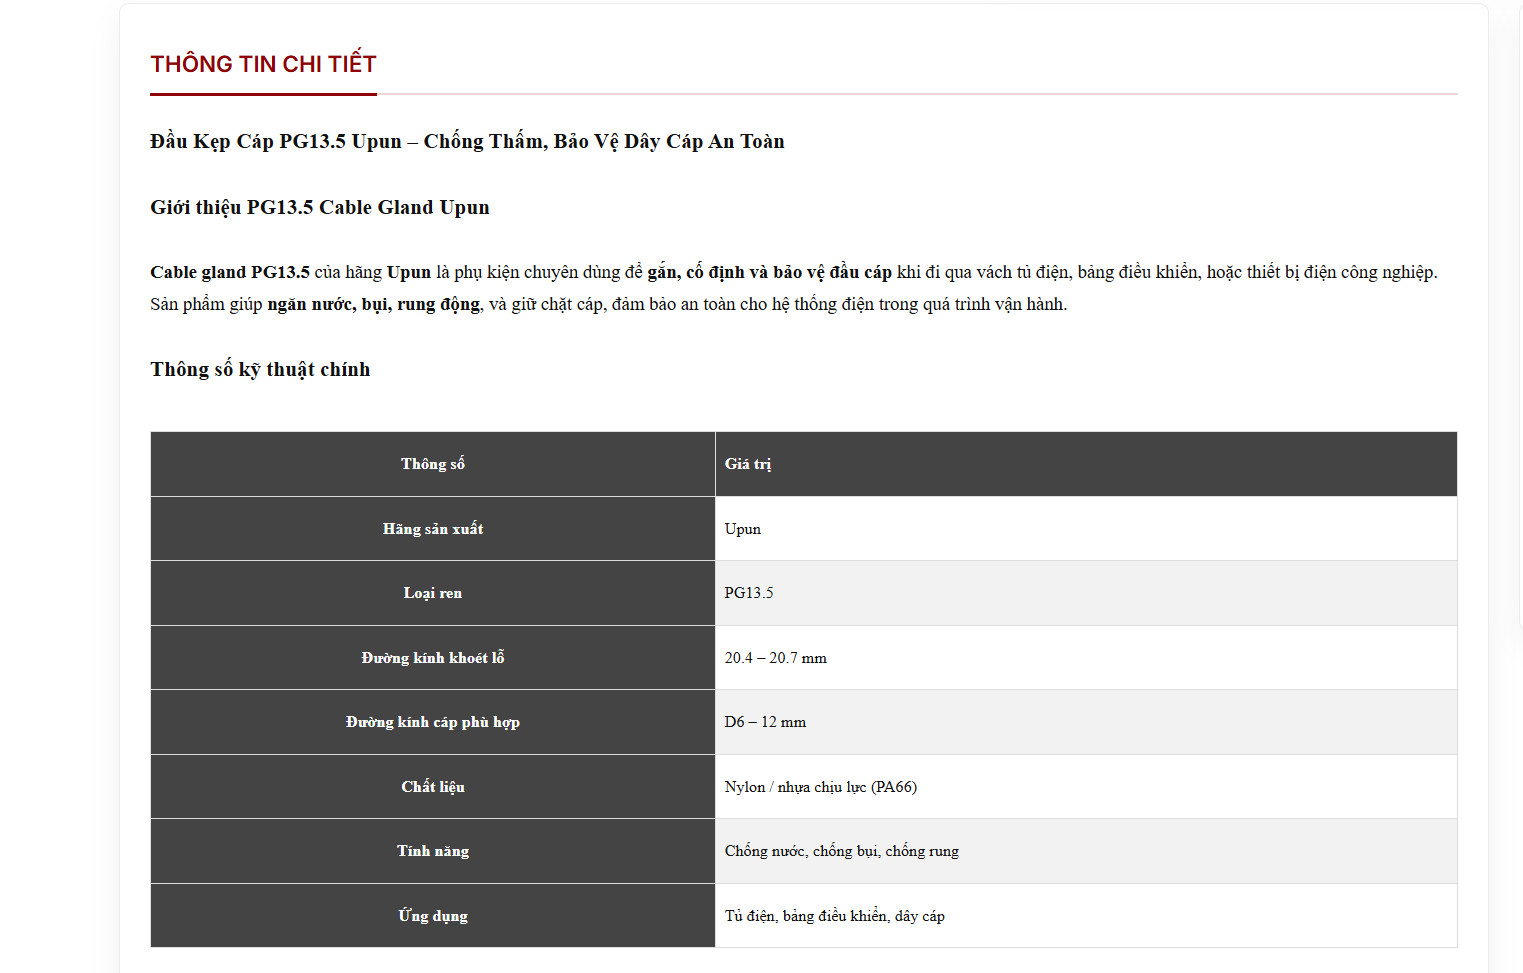 THÔNG TIN CHI TIẾT
Đầu Kẹp Cáp PG13.5 Upun – Chống Thấm, Bảo Vệ Dây Cáp An Toàn
Giới thiệu PG13.5 Cable Gland Upun
Cable gland PG13.5 của hãng Upun là phụ kiện chuyên dùng để gắn, cố định và bảo vệ đầu cáp khi đi qua vách tủ điện, bảng điều khiển, hoặc thiết bị điện công nghiệp.
Sản phẩm giúp ngăn nước, bụi, rung động, và giữ chặt cáp, đảm bảo an toàn cho hệ thống điện trong quá trình vận hành.
Thông số kỹ thuật chính
Thông số Giá trị
Hãng sản xuất Upun
Loại ren PG13.5
Đường kính khoét lỗ 20.4 – 20.7 mm
Đường kính cáp phù hợp D6 – 12 mm
Chất liệu Nylon / nhựa chịu lực (PA66)
Tính năng Chống nước, chống bụi, chống rung
Ứng dụng Tủ điện, bảng điều khiển, dây cáp